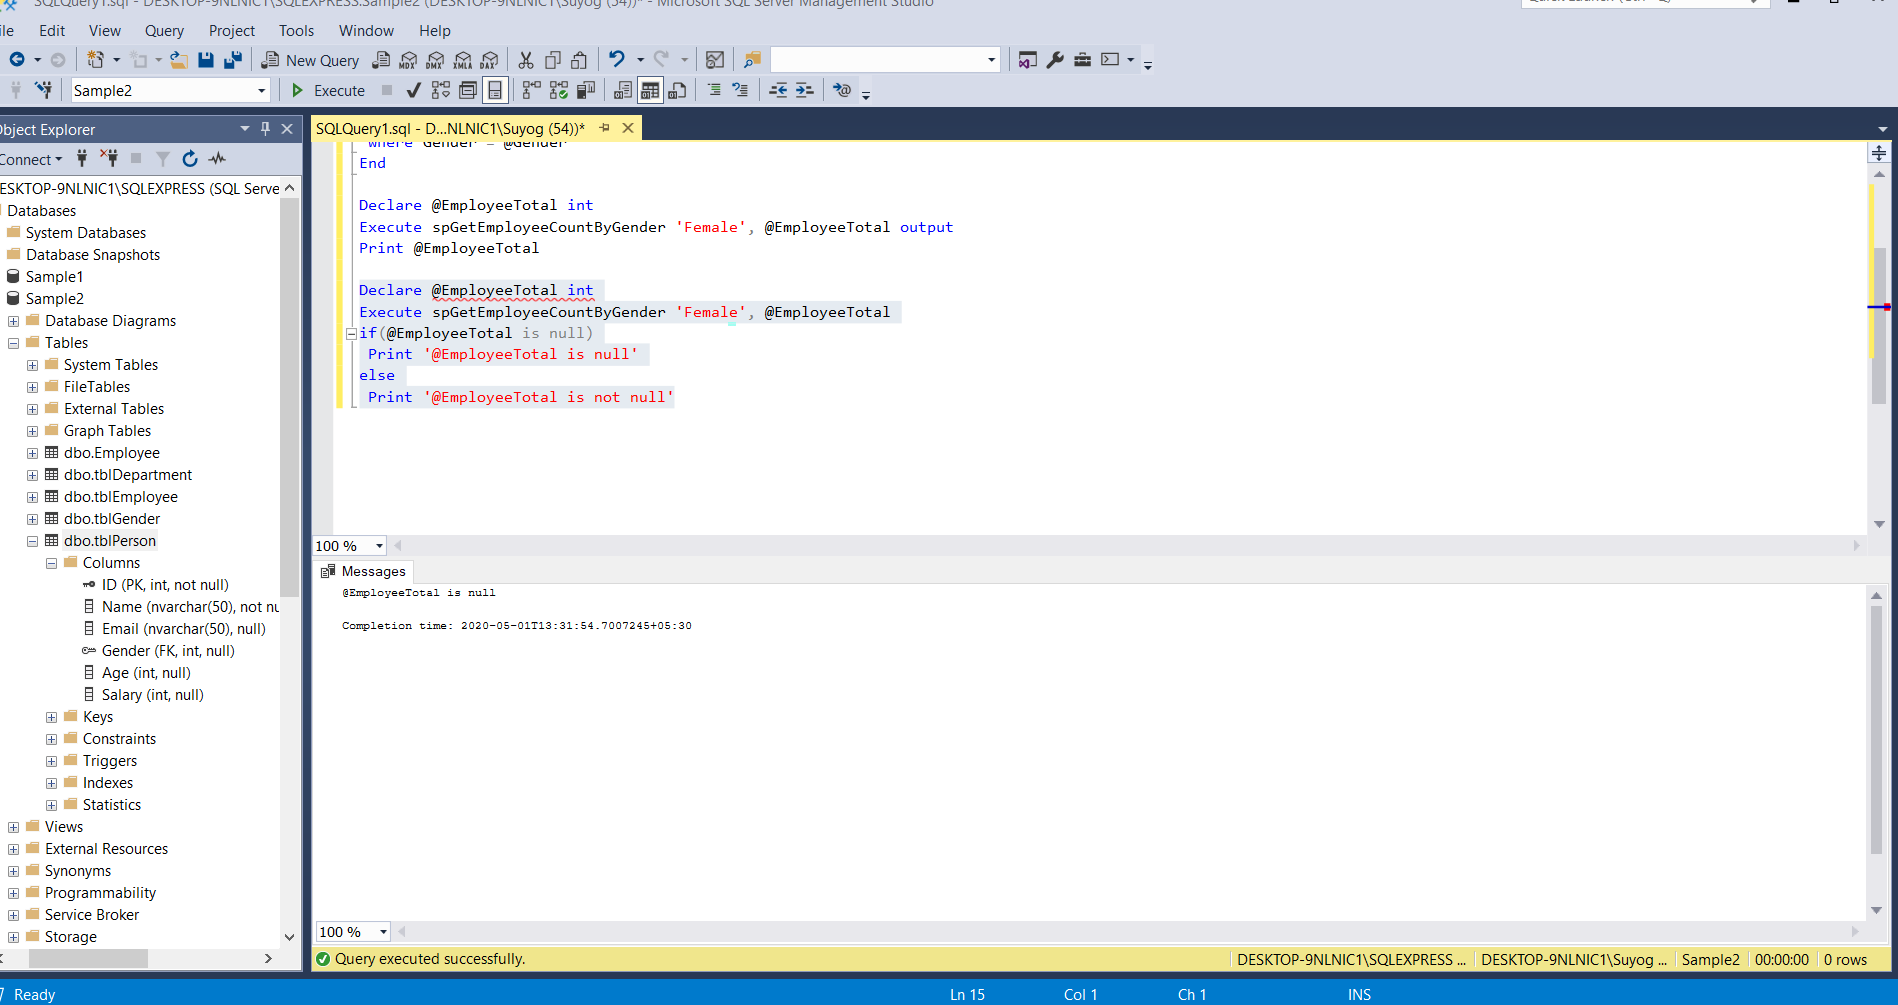 SQLQuery1.sql - DESKTOP-9NLNIC1\SQLEXPRESS.Sample2 (DESKTOP-9NLNIC1\Suyog (54))* - Microsoft SQL Server Management Studio
ile Edit View Query Project Tools Window Help
New Query MDX DMX XMLA DAX
Sample2 Execute
Object Explorer
Connect
ESKTOP-9NLNIC1\SQLEXPRESS (SQL Serve
Databases
System Databases
Database Snapshots
Sample1
Sample2
Database Diagrams
Tables
System Tables
FileTables
External Tables
Graph Tables
dbo.Employee
dbo.tblDepartment
dbo.tblEmployee
dbo.tblGender
dbo.tblPerson
Columns
ID (PK, int, not null)
Name (nvarchar(50), not nu
Email (nvarchar(50), null)
Gender (FK, int, null)
Age (int, null)
Salary (int, null)
Keys
Constraints
Triggers
Indexes
Statistics
Views
External Resources
Synonyms
Programmability
Service Broker
Storage
SQLQuery1.sql - D...NLNIC1\Suyog (54))*
where Gender = @Gender
End
Declare @EmployeeTotal int
Execute spGetEmployeeCountByGender 'Female', @EmployeeTotal output
Print @EmployeeTotal
Declare @EmployeeTotal int
Execute spGetEmployeeCountByGender 'Female', @EmployeeTotal
if(@EmployeeTotal is null)
Print '@EmployeeTotal is null'
else
Print '@EmployeeTotal is not null'
100 %
Messages
@EmployeeTotal is null
Completion time: 2020-05-01T13:31:54.7007245+05:30
100 %
Query executed successfully. DESKTOP-9NLNIC1\SQLEXPRESS ... DESKTOP-9NLNIC1\Suyog ... Sample2 00:00:00 0 rows
Ready Ln 15 Col 1 Ch 1 INS